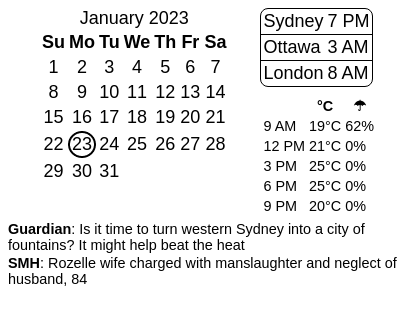 January 2023
Su Mo Tu We Th Fr Sa
1 2 3 4 5 6 7
8 9 10 11 12 13 14
15 16 17 18 19 20 21
22 23 24 25 26 27 28
29 30 31
Sydney 7 PM
Ottawa 3 AM
London 8 AM
°C ☂
9 AM 19°C 62%
12 PM 21°C 0%
3 PM 25°C 0%
6 PM 25°C 0%
9 PM 20°C 0%
Guardian: Is it time to turn western Sydney into a city of
fountains? It might help beat the heat
SMH: Rozelle wife charged with manslaughter and neglect of
husband, 84